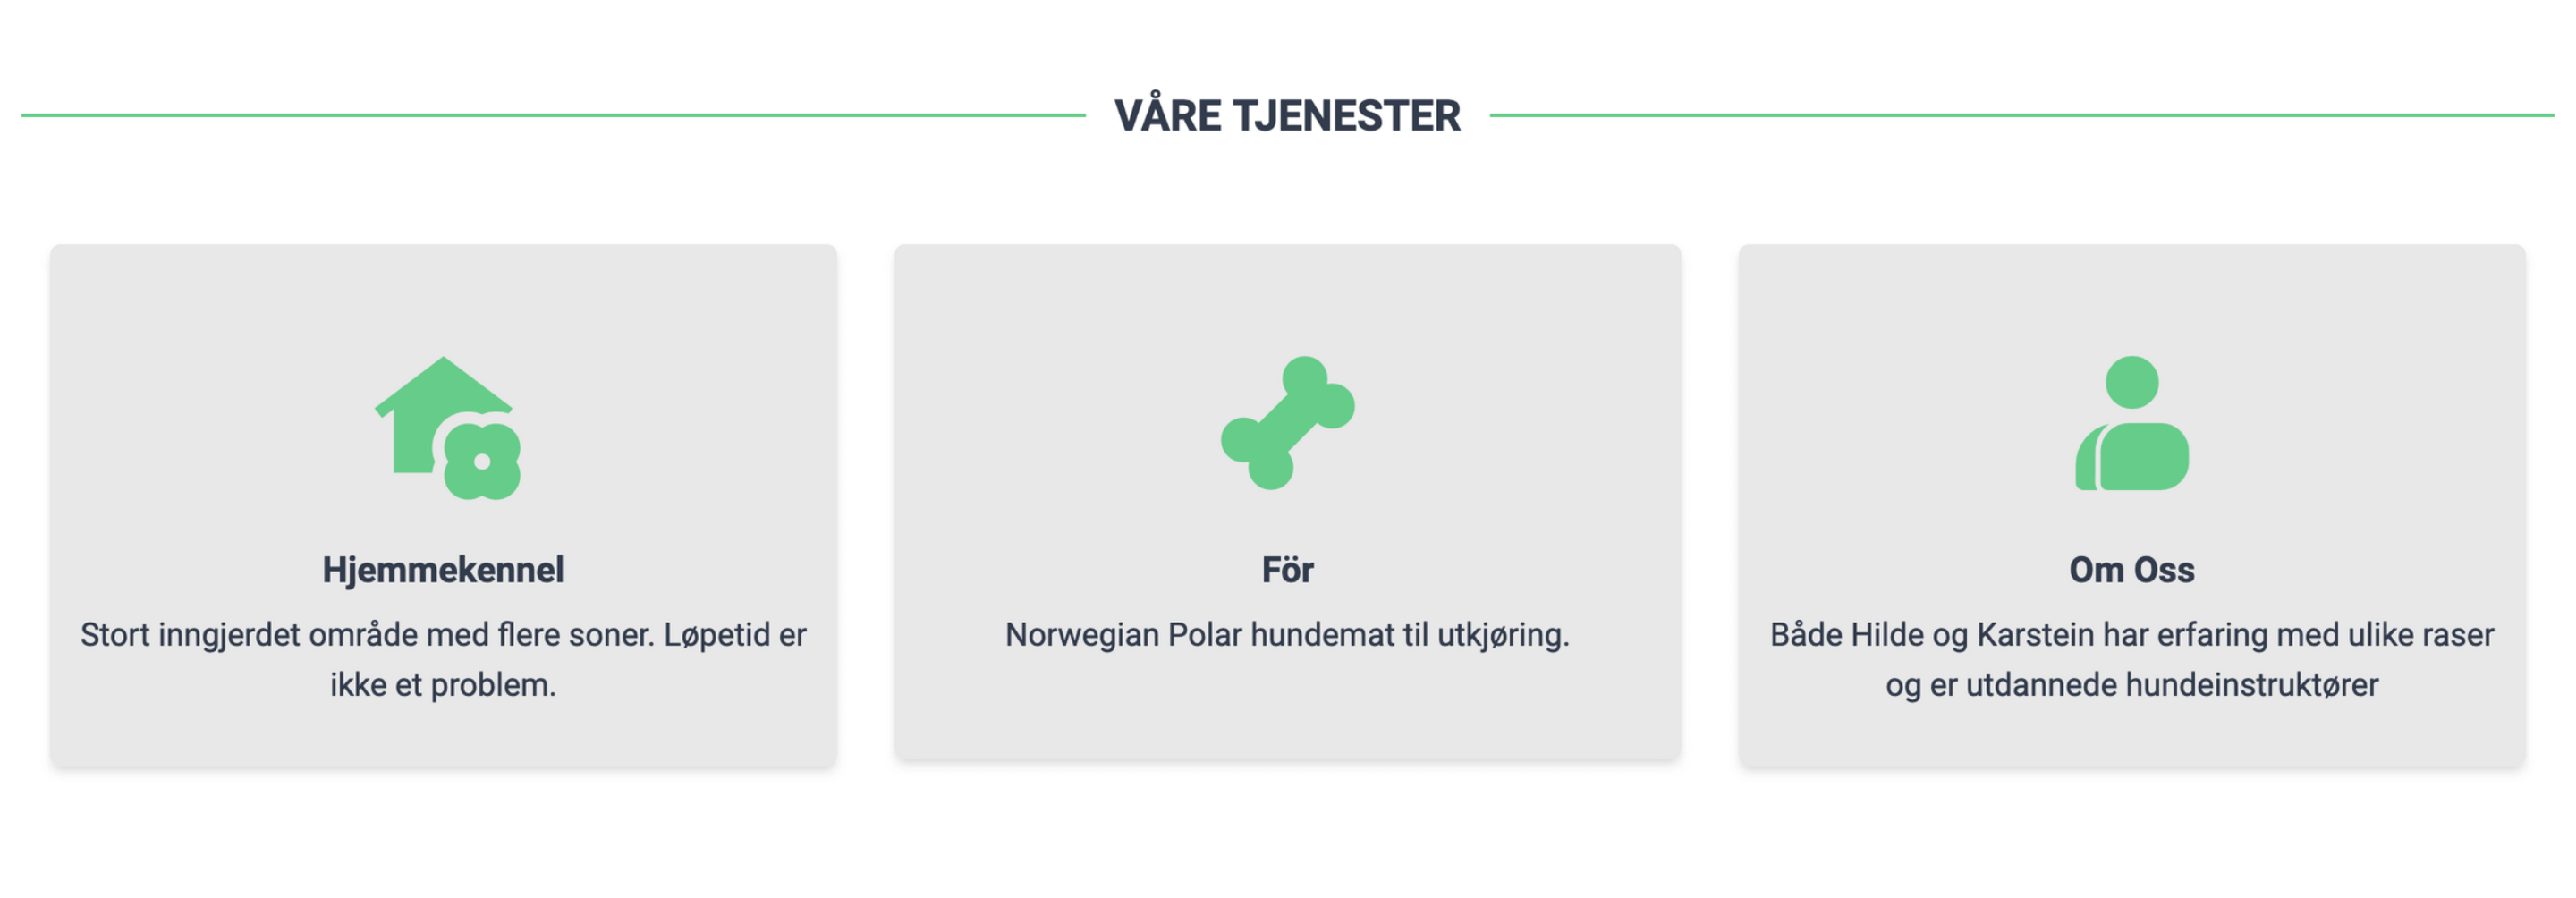 VÅRE TJENESTER
Hjemmekennel
Stort inngjerdet område med flere soner. Løpetid er
ikke et problem.
För
Norwegian Polar hundemat til utkjøring.
Om Oss
Både Hilde og Karstein har erfaring med ulike raser
og er utdannede hundeinstruktører